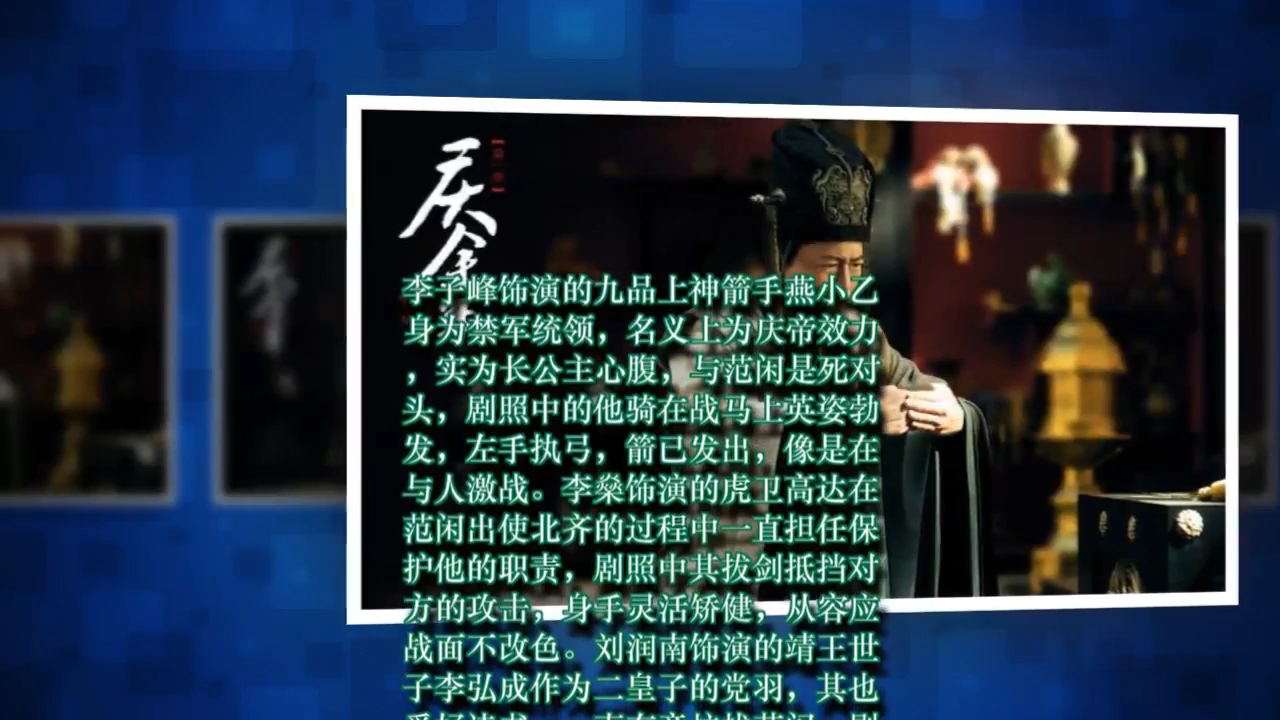 庆余年
李子峰饰演的九品上神箭手燕小乙
身为禁军统领，名义上为庆帝效力
，实为长公主心腹，与范闲是死对
头，剧照中的他骑在战马上英姿勃
发，左手执弓，箭已发出，像是在
与人激战。李燊饰演的虎卫高达在
范闲出使北齐的过程中一直担任保
护他的职责，剧照中其拔剑抵挡对
方的攻击，身手灵活矫健，从容应
战面不改色。刘润南饰演的靖王世
子李弘成作为二皇子的党羽，其也